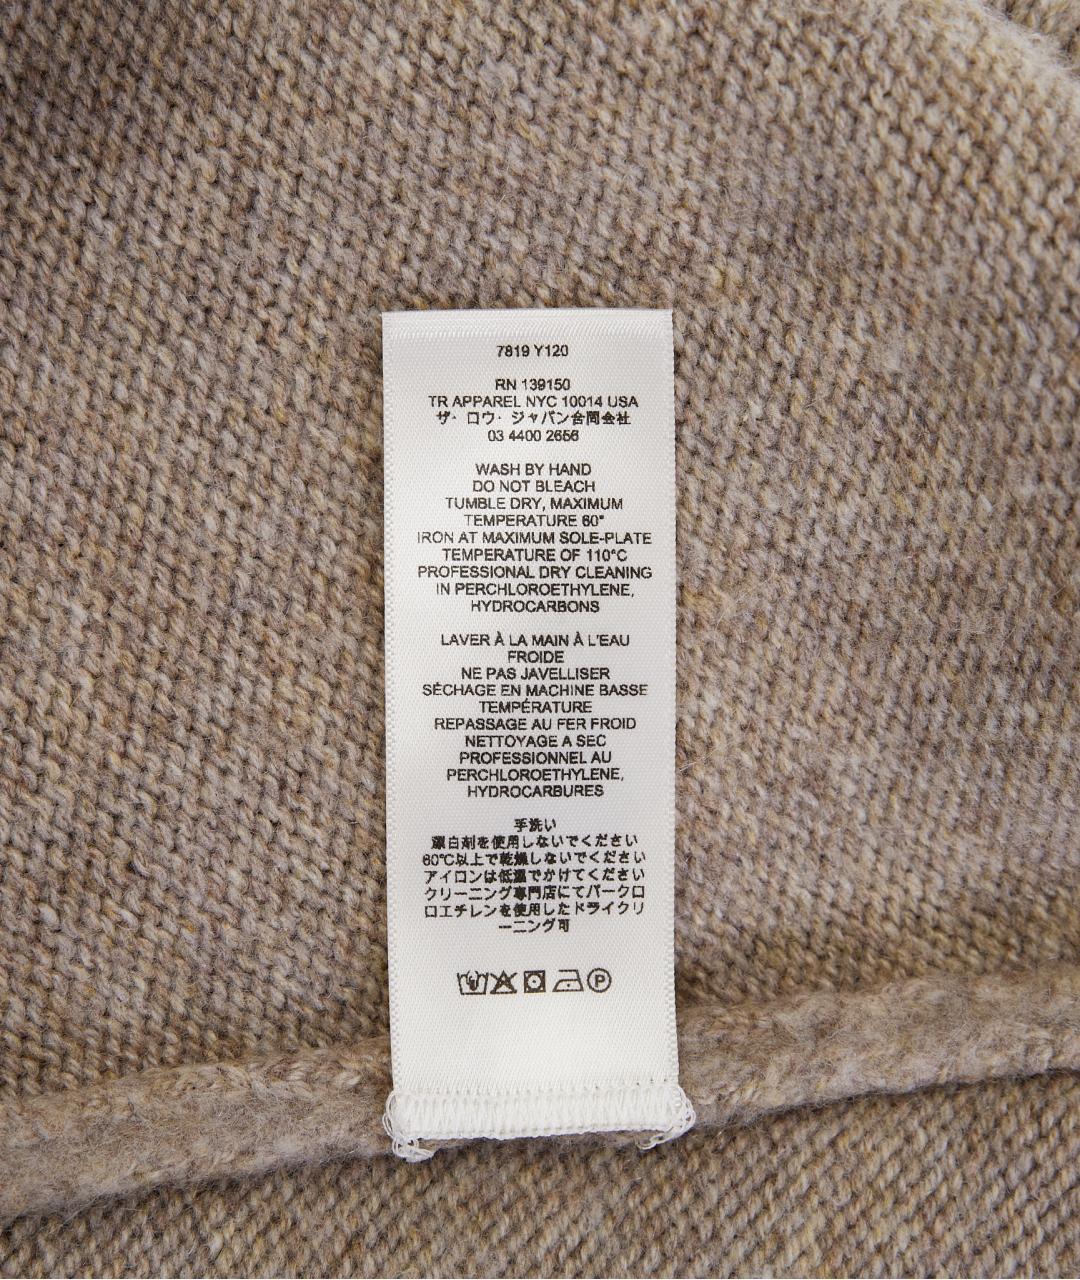 7819 Y120
RN 139150
TR APPAREL NYC 10014 USA
ザ・ロウ・ジャパン合同会社
03 4400 2656
WASH BY HAND
DO NOT BLEACH
TUMBLE DRY, MAXIMUM
TEMPERATURE 60°
IRON AT MAXIMUM SOLE-PLATE
TEMPERATURE OF 110°C
PROFESSIONAL DRY CLEANING
IN PERCHLOROETHYLENE,
HYDROCARBONS
LAVER À LA MAIN À L'EAU
FROIDE
NE PAS JAVELLISER
SÉCHAGE EN MACHINE BASSE
TEMPÉRATURE
REPASSAGE AU FER FROID
NETTOYAGE A SEC
PROFESSIONNEL AU
PERCHLOROETHYLENE,
HYDROCARBURES
手洗い
漂白剤を使用しないでください
60℃以上で乾燥しないでください
アイロンは低温でかけてください
クリーニング専門店にてパークロ
ロエチレンを使用したドライクリ
ーニング可
P